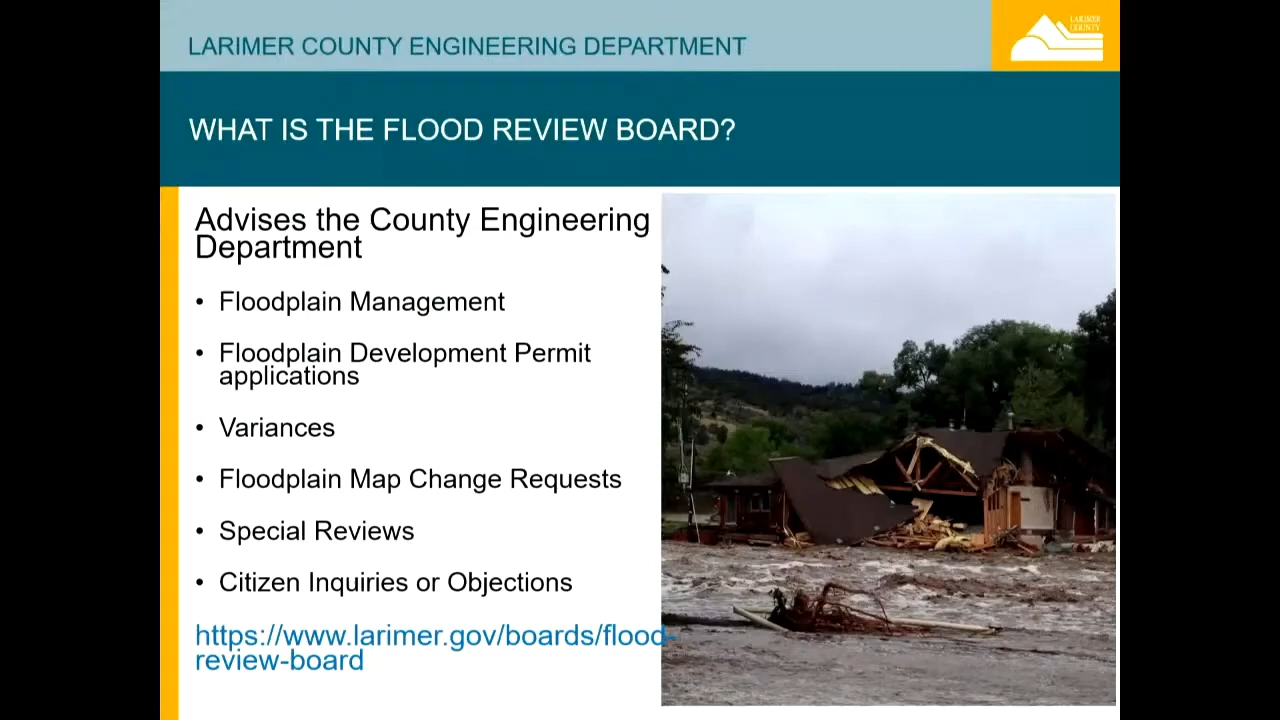 LARIMER COUNTY ENGINEERING DEPARTMENT
LARIMER
COUNTY
WHAT IS THE FLOOD REVIEW BOARD?
Advises the County Engineering
Department
• Floodplain Management
• Floodplain Development Permit
applications
• Variances
• Floodplain Map Change Requests
• Special Reviews
• Citizen Inquiries or Objections
https://www.larimer.gov/boards/flood-
review-board